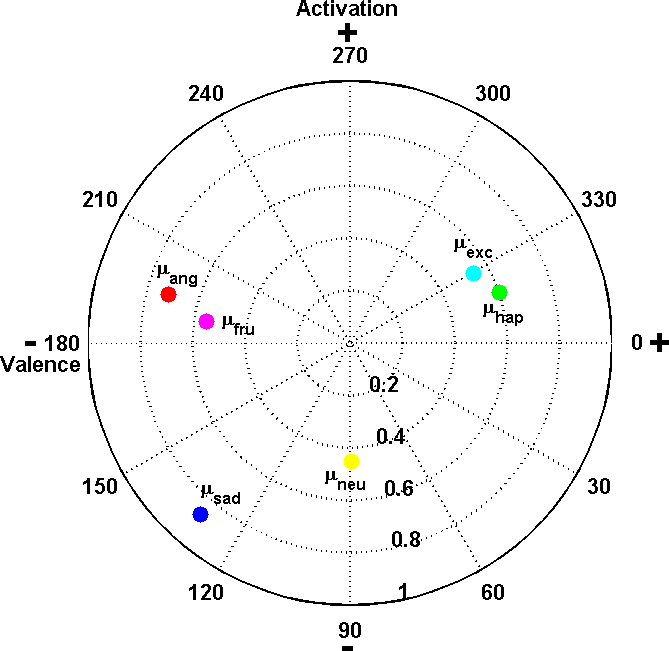 Activation
+
270
240
300
210
330
μexc
μang
μhap
μfru
- 180
0 +
Valence
0.2
0.4
μneu
150
30
μsad
0.6
0.8
120
1
60
90
-